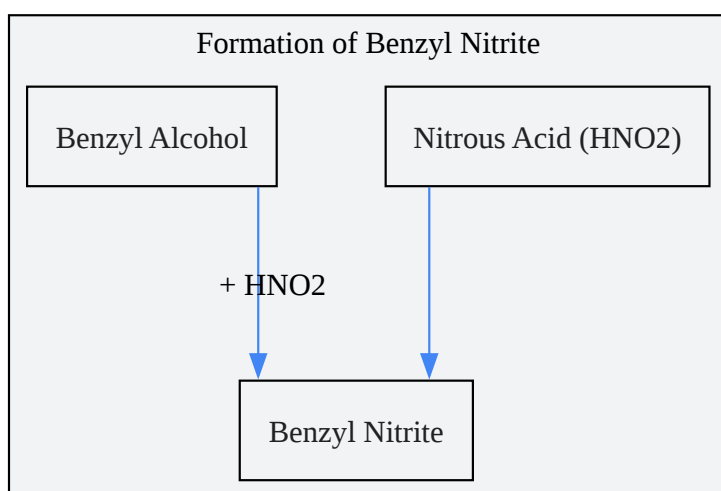 Formation of Benzyl Nitrite
Benzyl Alcohol
Nitrous Acid (HNO2)
+ HNO2
Benzyl Nitrite